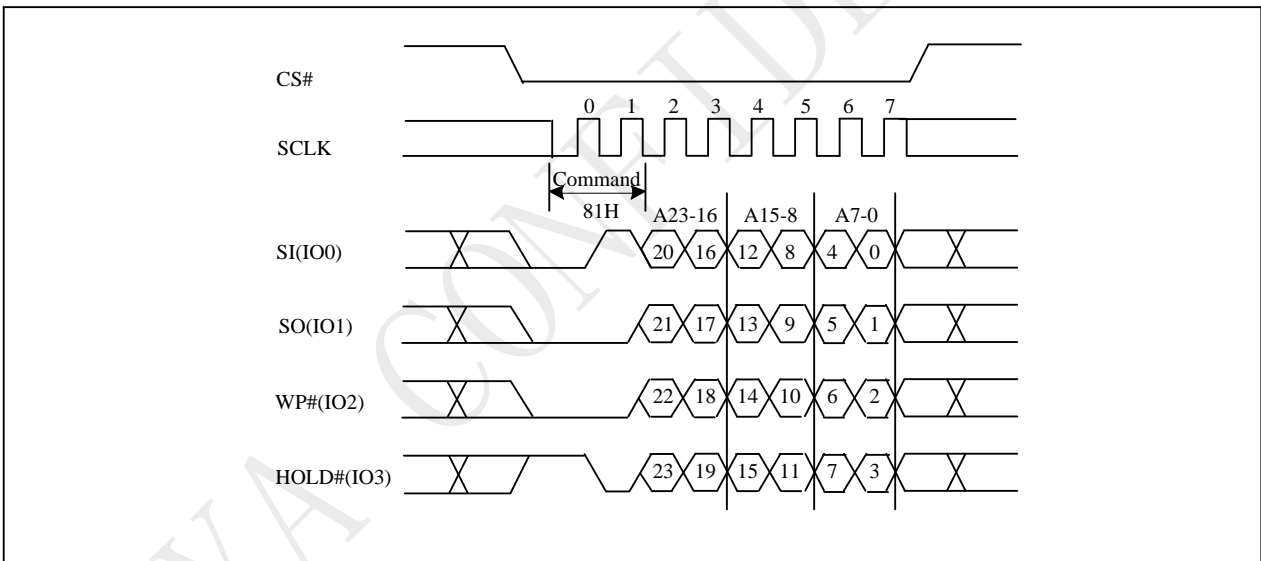 CS#
0 1 2 3 4 5 6 7
SCLK
Command
81H
A23-16 A15-8 A7-0
SI(IO0) 20 16 12 8 4 0
SO(IO1) 21 17 13 9 5 1
WP#(IO2) 22 18 14 10 6 2
HOLD#(IO3) 23 19 15 11 7 3